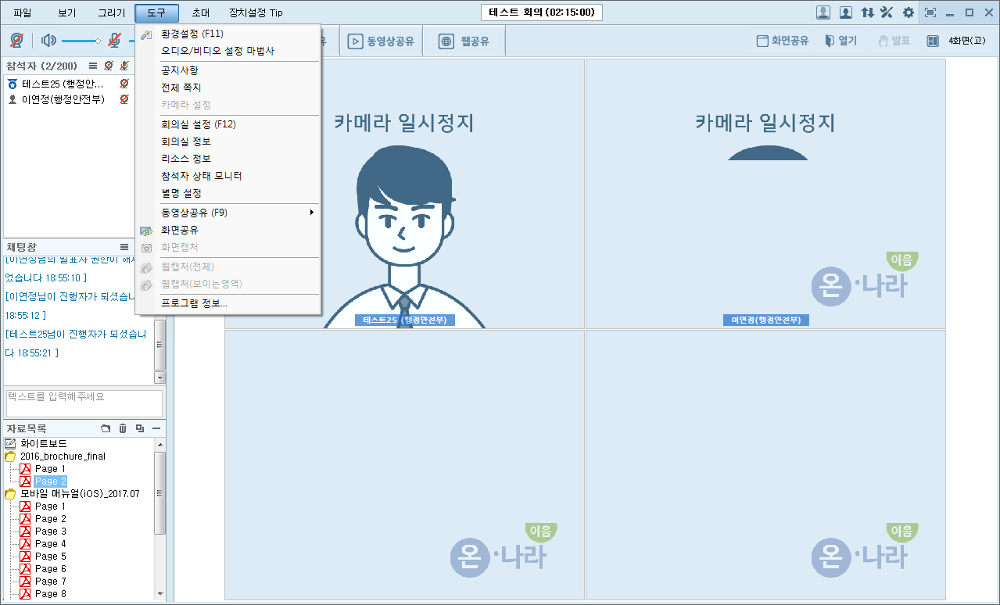 파일 보기 그리기 도구 초대 장치설정 Tip
테스트 회의 (02:15:00)
동영상공유 웹공유 화면공유 열기 발표 4화면(고)
환경설정 (F11)
오디오/비디오 설정 마법사
공지사항
전체 쪽지
카메라 설정
회의실 설정 (F12)
회의실 정보
리소스 정보
참석자 상태 모니터
별명 설정
동영상공유 (F9)
화면공유
화면캡처
웹캡처(전체)
웹캡처(보이는영역)
프로그램 정보...
참석자 (2/200)
테스트25 (행정안...
이연정(행정안전부)
채팅창
[이연정님의 발표자 권한이 해
었습니다 18:55:10 ]
[이연정님이 진행자가 되셨습니
18:55:12 ]
[테스트25님이 진행자가 되셨습니
다 18:55:21 ]
텍스트를 입력해주세요
자료목록
화이트보드
2016_brochure_final
Page 1
Page 2
모바일 매뉴얼(iOS)_2017.07
Page 1
Page 2
Page 3
Page 4
Page 5
Page 6
Page 7
Page 8
카메라 일시정지
테스트25 (행정안전부)
카메라 일시정지
이음
온·나라
이연정(행정안전부)
이음
온·나라
이음
온·나라